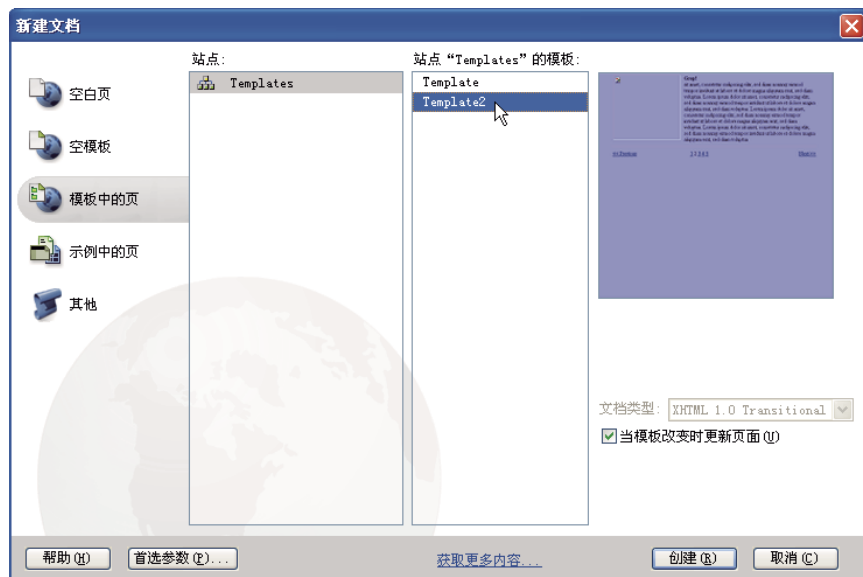 新建文档
空白页
空模板
模板中的页
示例中的页
其他
站点:
Templates
站点“Templates”的模板:
Template
Template2
文档类型: XHTML 1.0 Transitional
当模板改变时更新页面(U)
帮助(H)
首选参数(P)...
获取更多内容...
创建(R)
取消(C)